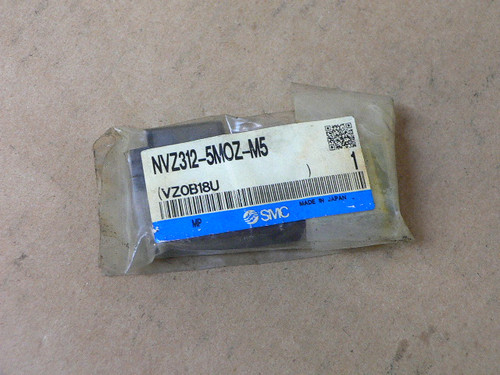 NVZ312-5MOZ-M5
(VZ0B18U ) 1
MP SMC MADE IN JAPAN